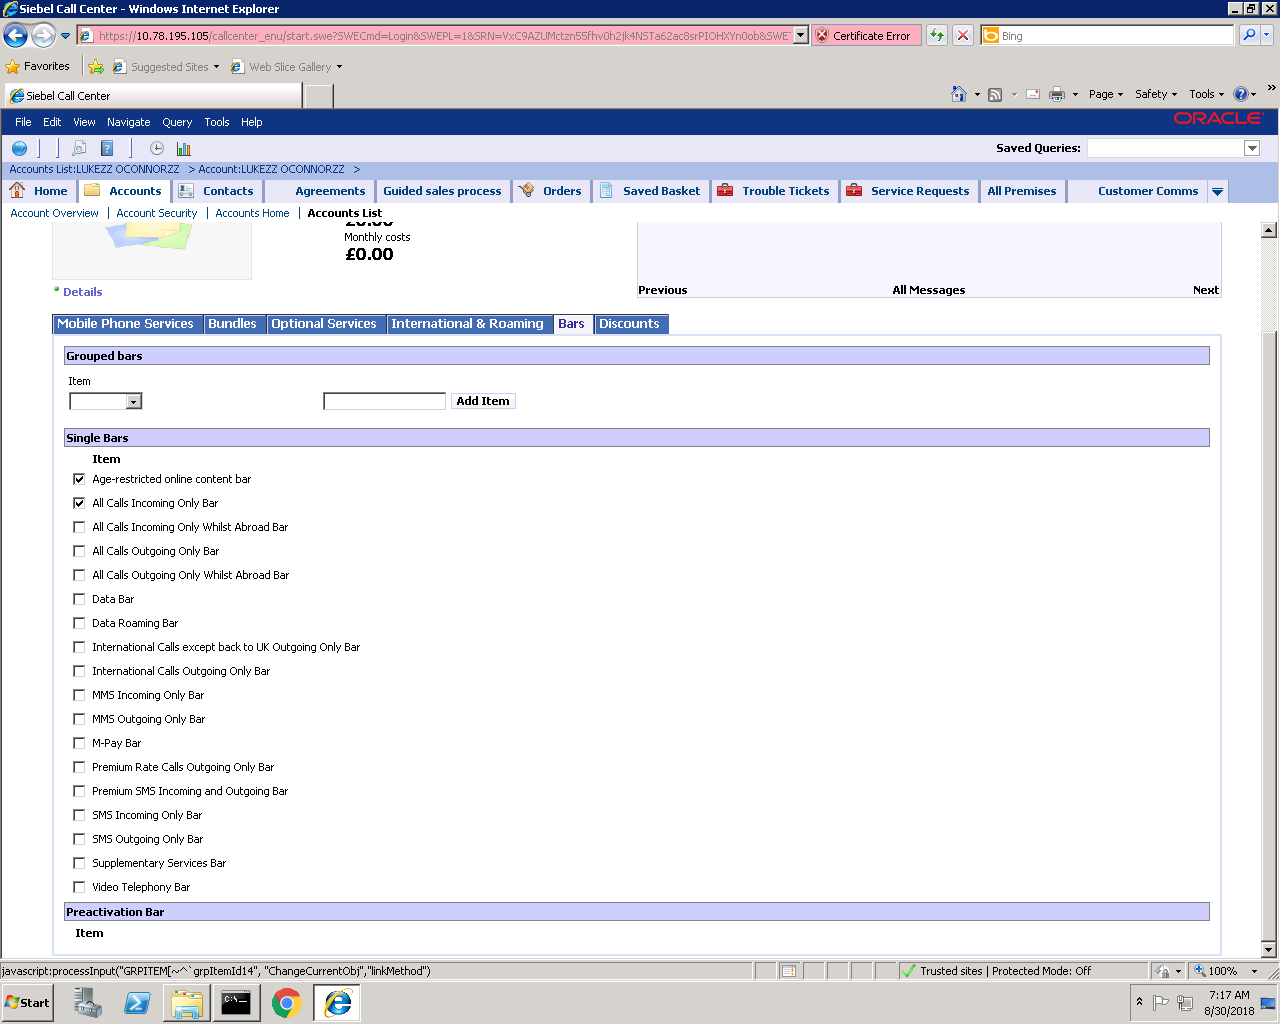 Siebel Call Center - Windows Internet Explorer
https://10.78.195.105/callcenter_enu/start.swe?SWECmd=Login&SWEPL=1&SRN=
Certificate Error
Bing
Favorites
Suggested Sites
Web Slice Gallery
Siebel Call Center
Page
Safety
Tools
»
File Edit View Navigate Query Tools Help
ORACLE
Saved Queries:
Accounts List:LUKEZZ OCONNORZZ > Account:LUKEZZ OCONNORZZ >
Home Accounts Contacts Agreements Guided sales process Orders Saved Basket Trouble Tickets Service Requests All Premises Customer Comms
Account Overview | Account Security | Accounts Home | Accounts List
£0.00
Monthly costs
£0.00
Previous All Messages Next
Details
Mobile Phone Services Bundles Optional Services International & Roaming Bars Discounts
Grouped bars
Item
Add Item
Single Bars
Item
Age-restricted online content bar
All Calls Incoming Only Bar
All Calls Incoming Only Whilst Abroad Bar
All Calls Outgoing Only Bar
All Calls Outgoing Only Whilst Abroad Bar
Data Bar
Data Roaming Bar
International Calls except back to UK Outgoing Only Bar
International Calls Outgoing Only Bar
MMS Incoming Only Bar
MMS Outgoing Only Bar
M-Pay Bar
Premium Rate Calls Outgoing Only Bar
Premium SMS Incoming and Outgoing Bar
SMS Incoming Only Bar
SMS Outgoing Only Bar
Supplementary Services Bar
Video Telephony Bar
Preactivation Bar
Item
javascript:processInput("GRPITEM[~^`grpItemId14", "ChangeCurrentObj","linkMethod")
Trusted sites | Protected Mode: Off
100%
Start
7:17 AM
8/30/2018